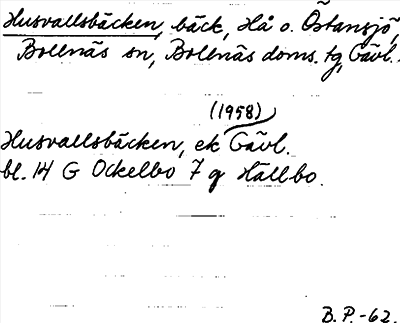 Husvallsbäcken, bäck, Hå o. Östansjö,
Bollnäs sn, Bollnäs doms. tg, Gävl.
(1958)
Husvallsbäcken, ek Gävl.
bl. 14 G Ockelbo 7 g Hällbo.
B.P.-62.